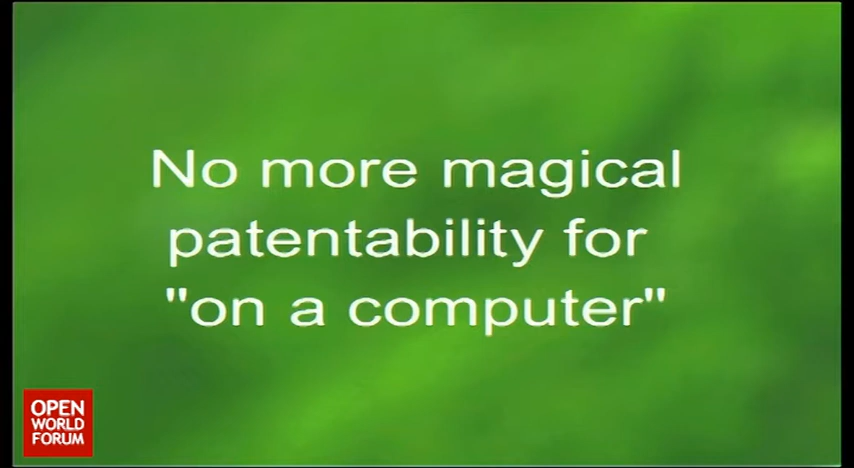 No more magical
patentability for
"on a computer"
OPEN
WORLD
FORUM